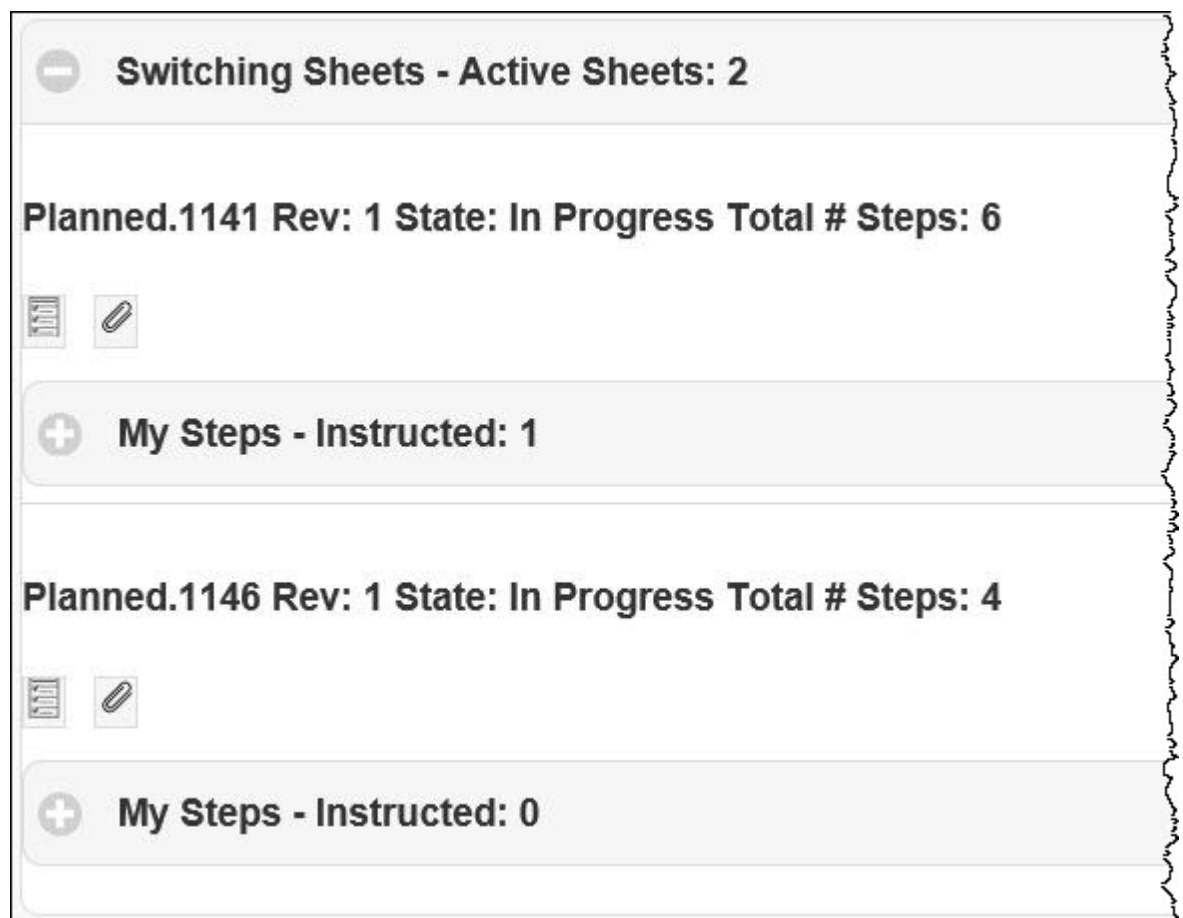 Switching Sheets - Active Sheets: 2
Planned.1141 Rev: 1 State: In Progress Total # Steps: 6
My Steps - Instructed: 1
Planned.1146 Rev: 1 State: In Progress Total # Steps: 4
My Steps - Instructed: 0